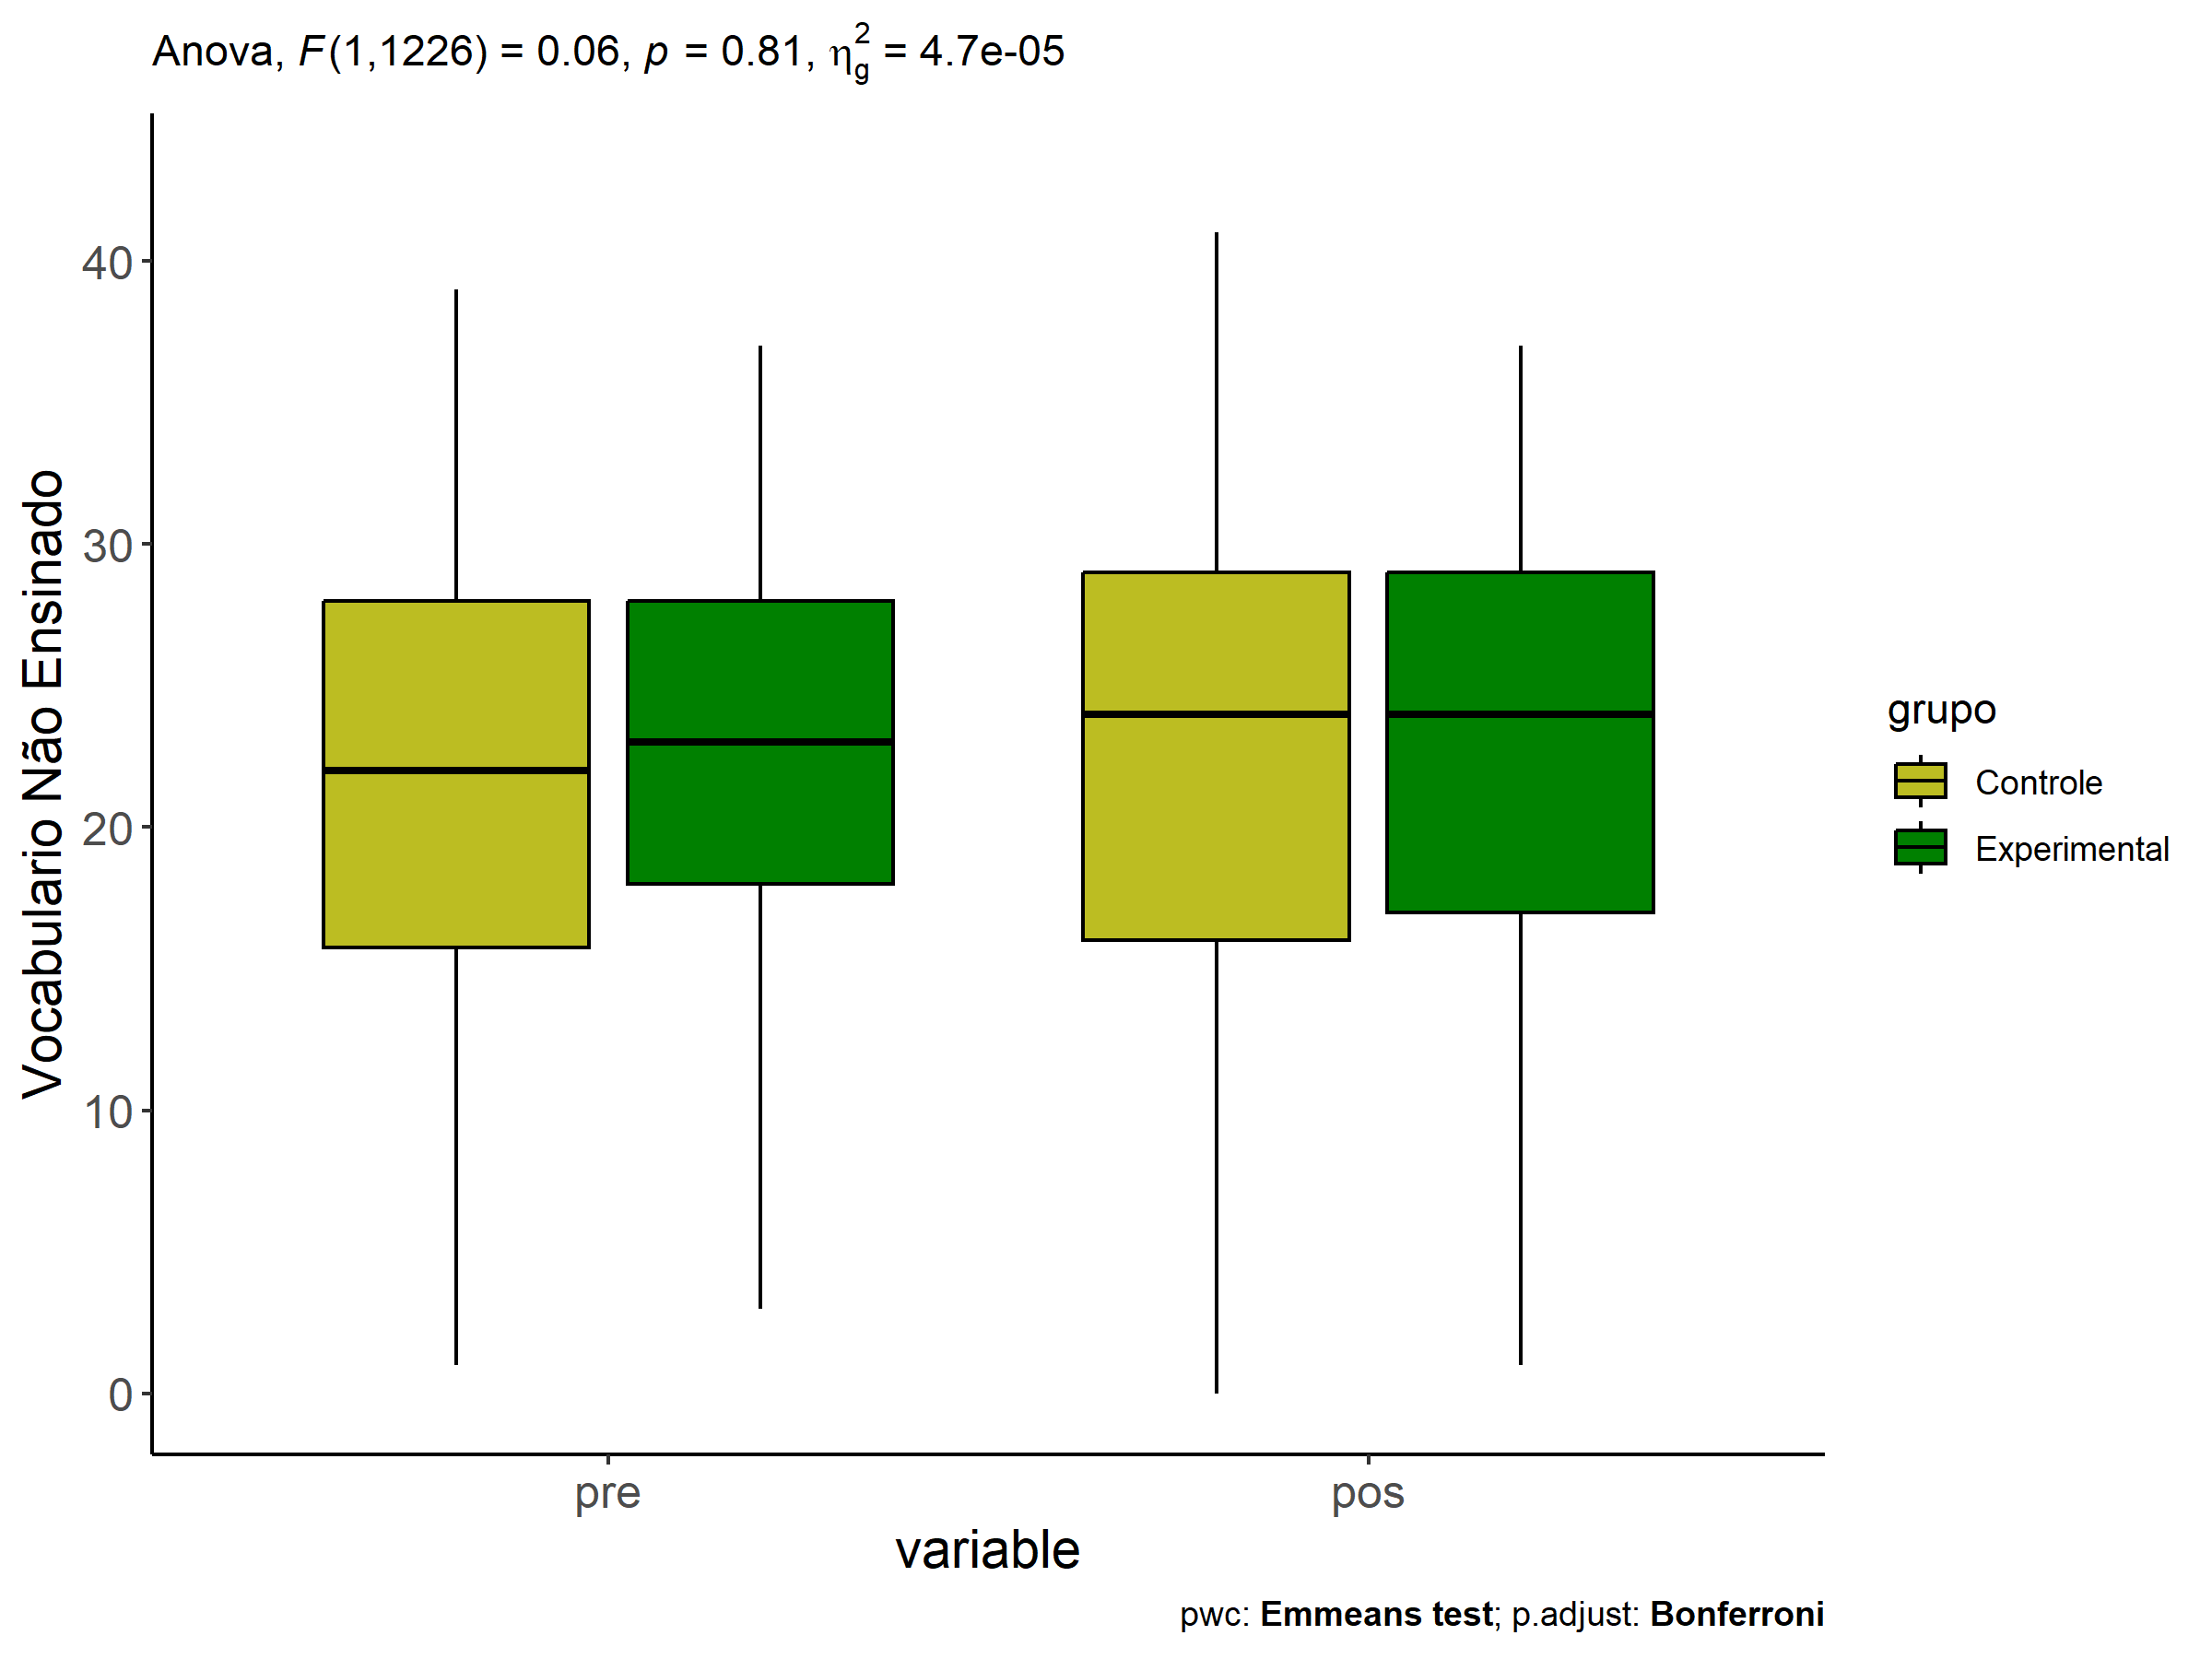 Anova, F(1,1226) = 0.06, p = 0.81, η²g = 4.7e-05
Vocabulario Não Ensinado
40
30
20
10
0
pre
pos
variable
grupo
Controle
Experimental
pwc: Emmeans test; p.adjust: Bonferroni